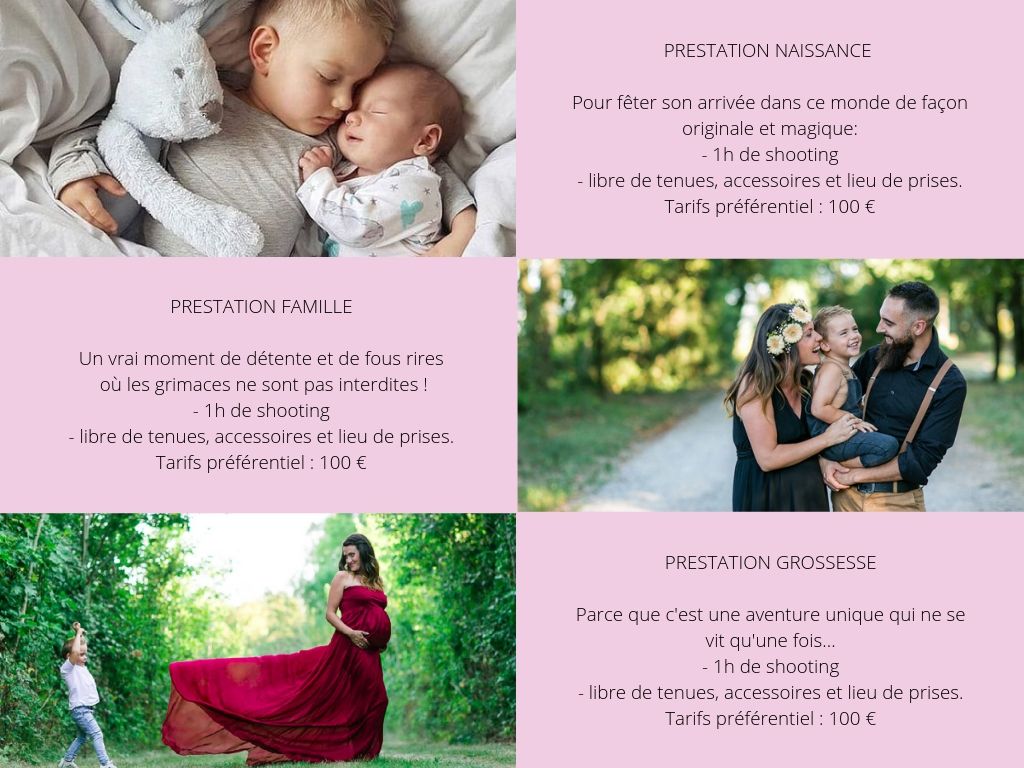 PRESTATION NAISSANCE
Pour fêter son arrivée dans ce monde de façon
originale et magique:
- 1h de shooting
- libre de tenues, accessoires et lieu de prises.
Tarifs préférentiel : 100 €
PRESTATION FAMILLE
Un vrai moment de détente et de fous rires
où les grimaces ne sont pas interdites !
- 1h de shooting
- libre de tenues, accessoires et lieu de prises.
Tarifs préférentiel : 100 €
PRESTATION GROSSESSE
Parce que c'est une aventure unique qui ne se
vit qu'une fois...
- 1h de shooting
- libre de tenues, accessoires et lieu de prises.
Tarifs préférentiel : 100 €